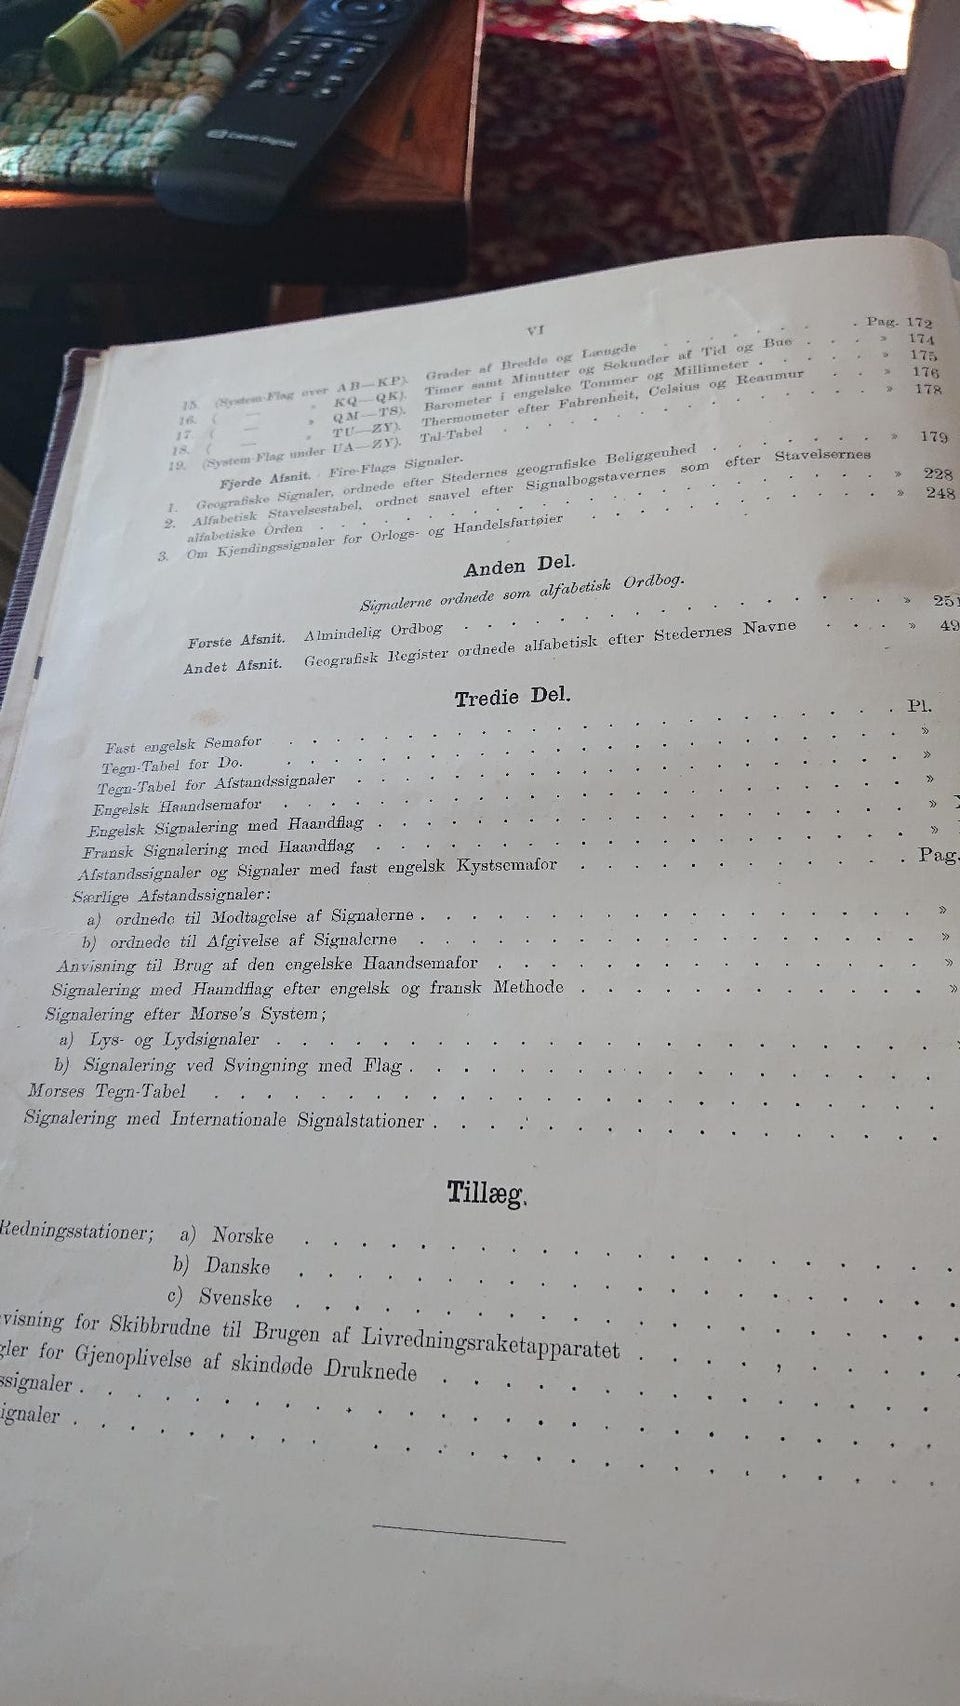 Canal Digital
VI
15. (System-Flag over AB—KP). Grader af Bredde og Længde . . . . . Pag. 172
16. ( — » KQ—QK). Timer samt Minutter og Sekunder af Tid og Bue . . . » 174
17. ( — » QM—TS). Barometer i engelske Tommer og Millimeter . . . . » 175
18. ( — » TU—ZY). Thermometer efter Fahrenheit, Celsius og Reaumur . . » 176
19. (System-Flag under UA—ZY). Tal-Tabel . . . . . . . . . » 178
Fjerde Afsnit. Fire-Flags Signaler.
1. Geografiske Signaler, ordnede efter Stedernes geografiske Beliggenhed . . . . . . » 179
2. Alfabetisk Stavelsestabel, ordnet saavel efter Signalbogstavernes som efter Stavelsernes
alfabetiske Orden . . . . . . . . . . . . . . » 228
3. Om Kjendingssignaler for Orlogs- og Handelsfartøier . . . . . . . . » 248
Anden Del.
Signalerne ordnede som alfabetisk Ordbog.
Første Afsnit. Almindelig Ordbog . . . . . . . . . . . . » 251
Andet Afsnit. Geografisk Register ordnede alfabetisk efter Stedernes Navne . . . » 49
Tredie Del.
Fast engelsk Semafor . . . . . . . . . . . . . . . Pl.
Tegn-Tabel for Do. . . . . . . . . . . . . . . . »
Tegn-Tabel for Afstandssignaler . . . . . . . . . . . . . »
Engelsk Haandsemafor . . . . . . . . . . . . . . . »
Engelsk Signalering med Haandflag . . . . . . . . . . . . »
Fransk Signalering med Haandflag . . . . . . . . . . . . »
Afstandssignaler og Signaler med fast engelsk Kystsemafor . . . . . . . Pag.
Særlige Afstandssignaler:
a) ordnede til Modtagelse af Signalerne . . . . . . . . . . . »
b) ordnede til Afgivelse af Signalerne . . . . . . . . . . . »
Anvisning til Brug af den engelske Haandsemafor . . . . . . . . . »
Signalering med Haandflag efter engelsk og fransk Methode . . . . . . . »
Signalering efter Morse's System;
a) Lys- og Lydsignaler . . . . . . . . . . . . . .
b) Signalering ved Svingning med Flag . . . . . . . . . . .
Morses Tegn-Tabel . . . . . . . . . . . . . . . .
Signalering med Internationale Signalstationer . . . . . . . . . . .
Tillæg.
Redningsstationer; a) Norske . . . . . . . . . . . . .
b) Danske . . . . . . . . . . . . .
c) Svenske . . . . . . . . . . . . .
visning for Skibbrudne til Brugen af Livredningsraketapparatet . . . . . .
gler for Gjenoplivelse af skindøde Druknede . . . . . . . . . .
ssignaler . . . . . . . . . . . . . . . . .
ignaler . . . . . . . . . . . . . . . . .